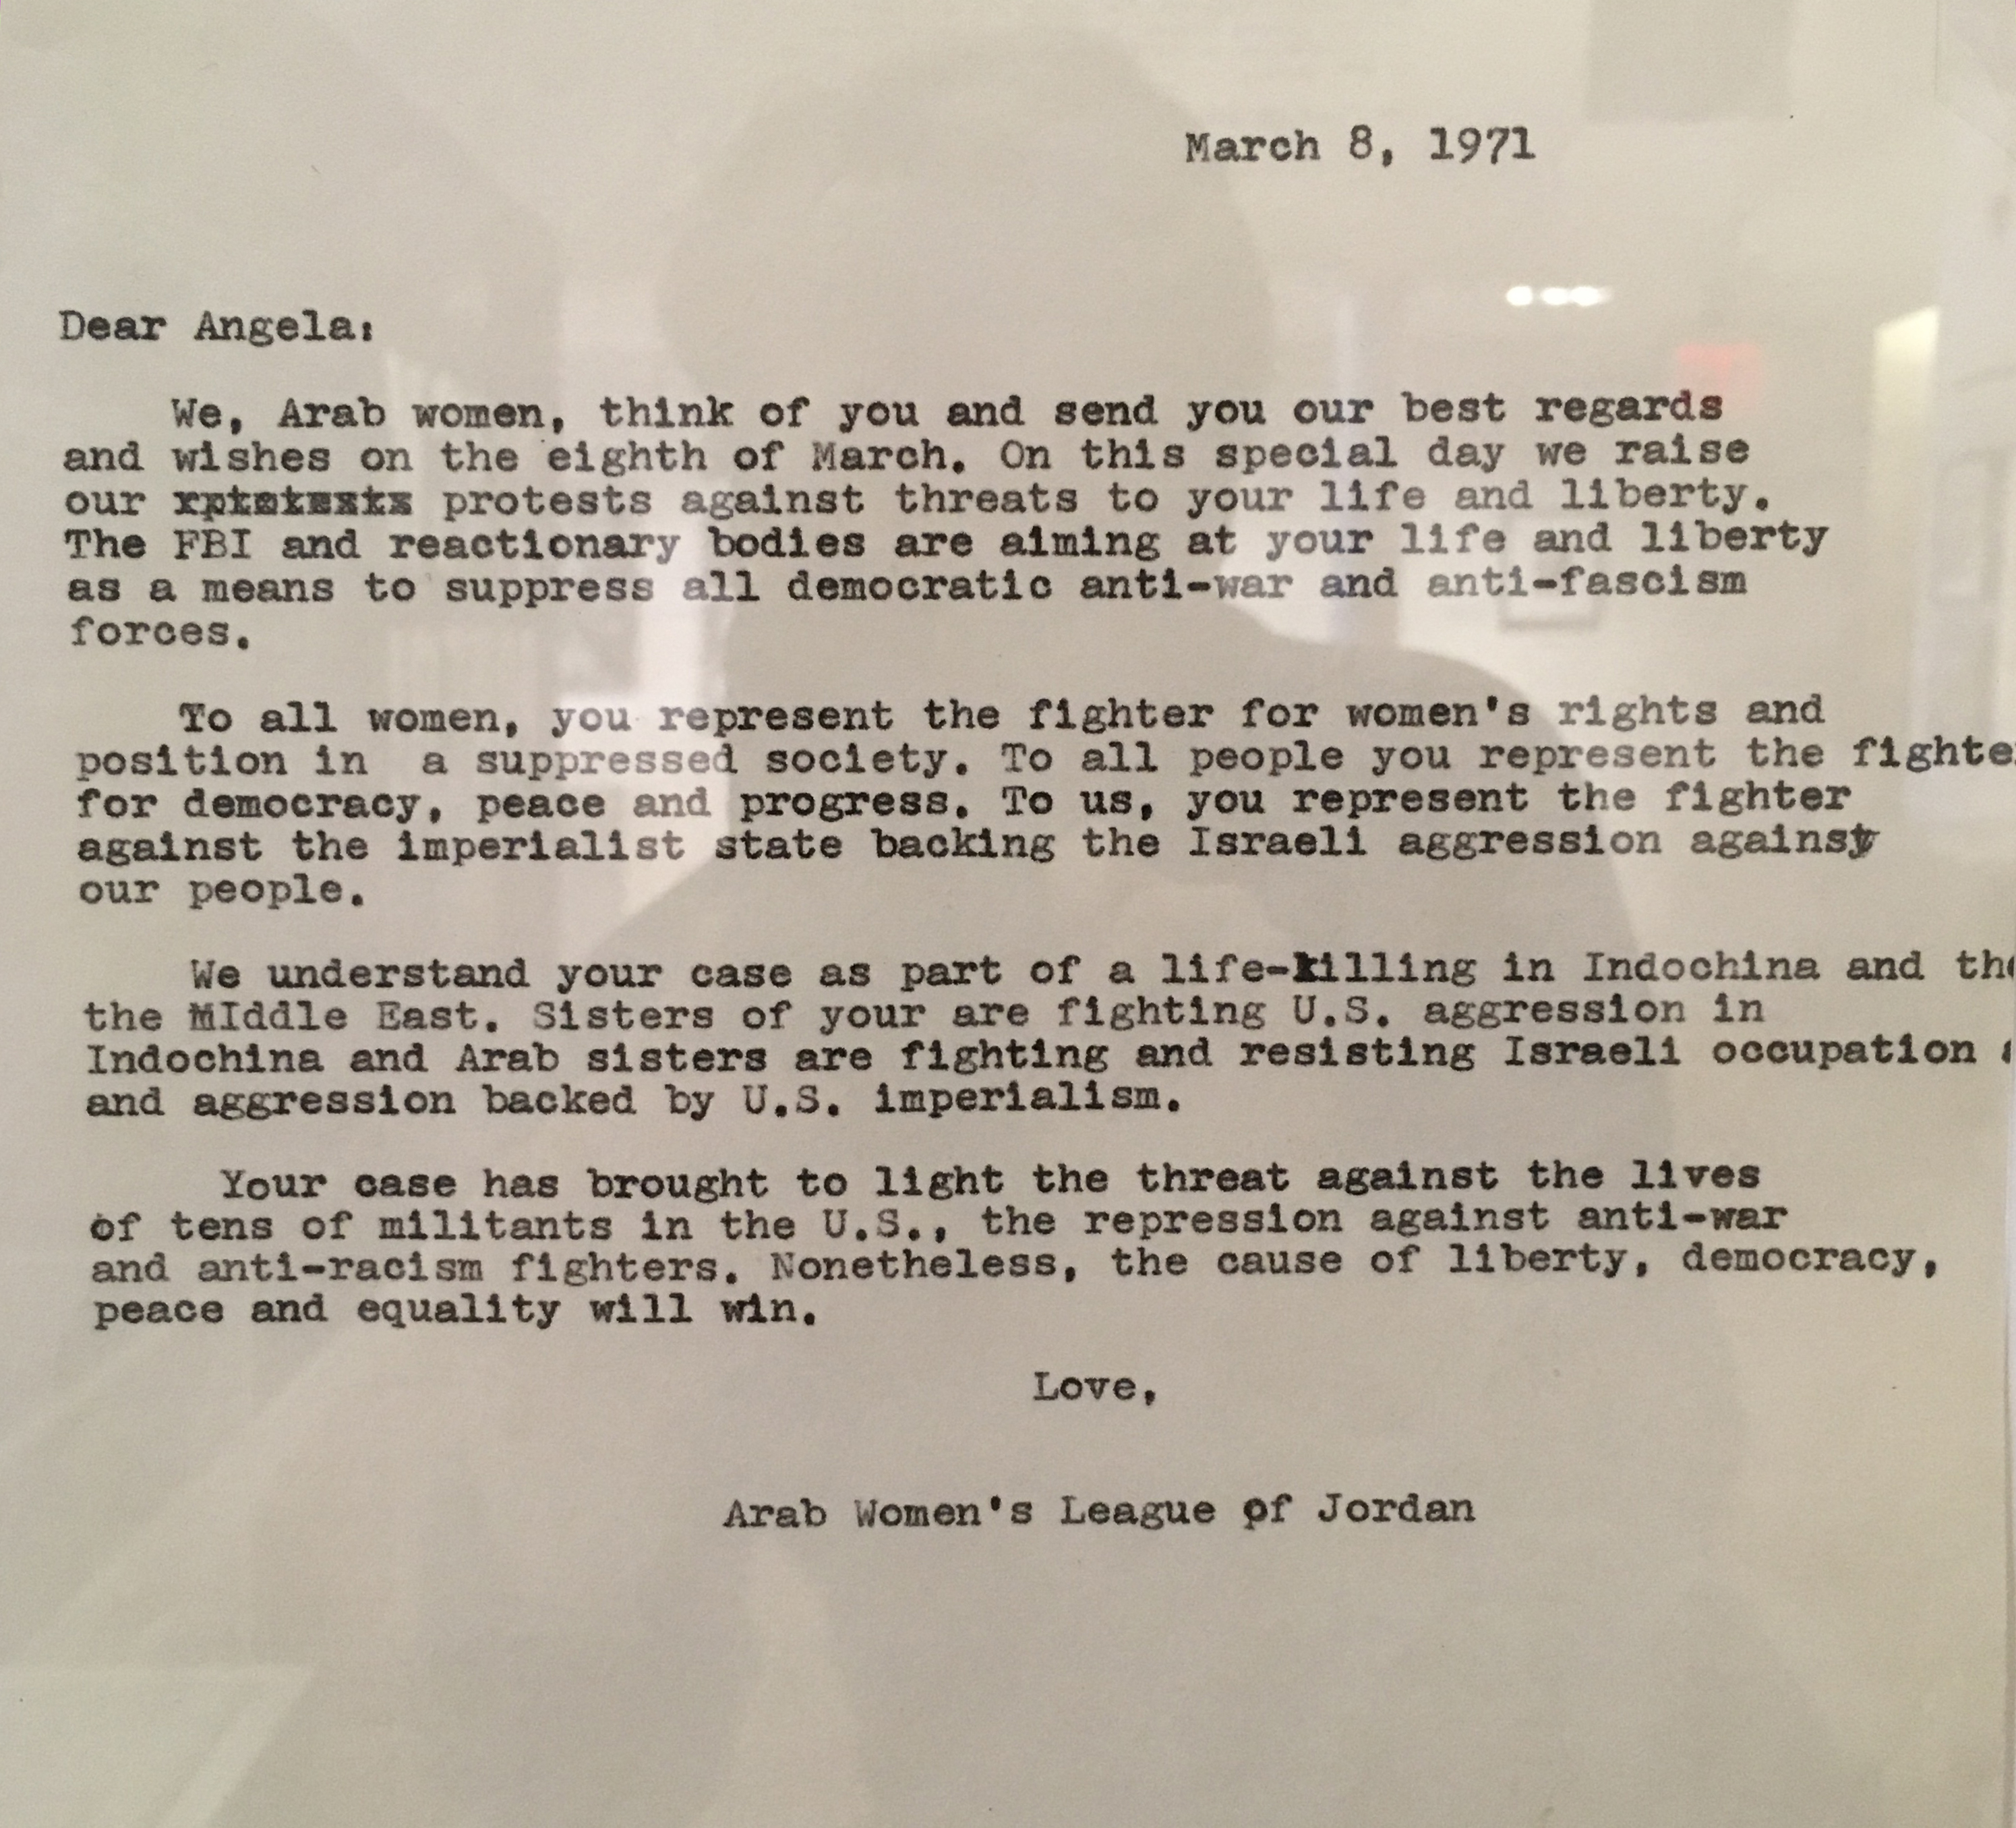 March 8, 1971
Dear Angela:
We, Arab women, think of you and send you our best regards
and wishes on the eighth of March. On this special day we raise
our protests against threats to your life and liberty.
The FBI and reactionary bodies are aiming at your life and liberty
as a means to suppress all democratic anti-war and anti-fascism
forces.
To all women, you represent the fighter for women's rights and
position in a suppressed society. To all people you represent the fighte
for democracy, peace and progress. To us, you represent the fighter
against the imperialist state backing the Israeli aggression against
our people.
We understand your case as part of a life-killing in Indochina and the
the MIddle East. Sisters of your are fighting U.S. aggression in
Indochina and Arab sisters are fighting and resisting Israeli occupation
and aggression backed by U.S. imperialism.
Your case has brought to light the threat against the lives
of tens of militants in the U.S., the repression against anti-war
and anti-racism fighters. Nonetheless, the cause of liberty, democracy,
peace and equality will win.
Love,
Arab Women's League of Jordan